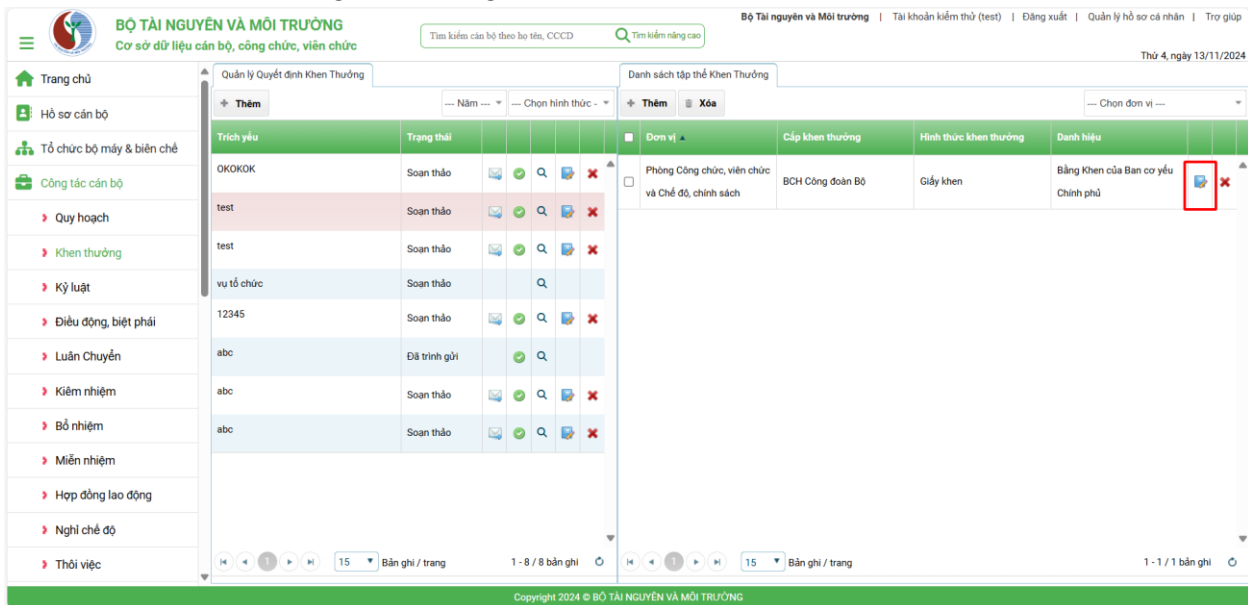 BỘ TÀI NGUYÊN VÀ MÔI TRƯỜNG
Cơ sở dữ liệu cán bộ, công chức, viên chức
Tìm kiếm cán bộ theo họ tên, CCCD
Tìm kiếm nâng cao
Bộ Tài nguyên và Môi trường | Tài khoản kiểm thử (test) | Đăng xuất | Quản lý hồ sơ cá nhân | Trợ giúp
Thứ 4, ngày 13/11/2024
Trang chủ
Hồ sơ cán bộ
Tổ chức bộ máy & biên chế
Công tác cán bộ
Quy hoạch
Khen thưởng
Kỷ luật
Điều động, biệt phái
Luân Chuyển
Kiêm nhiệm
Bổ nhiệm
Miễn nhiệm
Hợp đồng lao động
Nghỉ chế độ
Thôi việc
Quản lý Quyết định Khen Thưởng
Thêm --- Năm --- --- Chọn hình thức -
Trích yếu Trạng thái
OKOKOK Soạn thảo
test Soạn thảo
test Soạn thảo
vụ tổ chức Soạn thảo
12345 Soạn thảo
abc Đã trình gửi
abc Soạn thảo
abc Soạn thảo
1 15 Bản ghi / trang 1 - 8 / 8 bản ghi
Danh sách tập thể Khen Thưởng
Thêm Xóa --- Chọn đơn vị ---
Đơn vị Cấp khen thưởng Hình thức khen thưởng Danh hiệu
Phòng Công chức, viên chức
và Chế độ, chính sách
BCH Công đoàn Bộ
Giấy khen
Bằng Khen của Ban cơ yếu
Chính phủ
1 15 Bản ghi / trang 1 - 1 / 1 bản ghi
Copyright 2024 © BỘ TÀI NGUYÊN VÀ MÔI TRƯỜNG